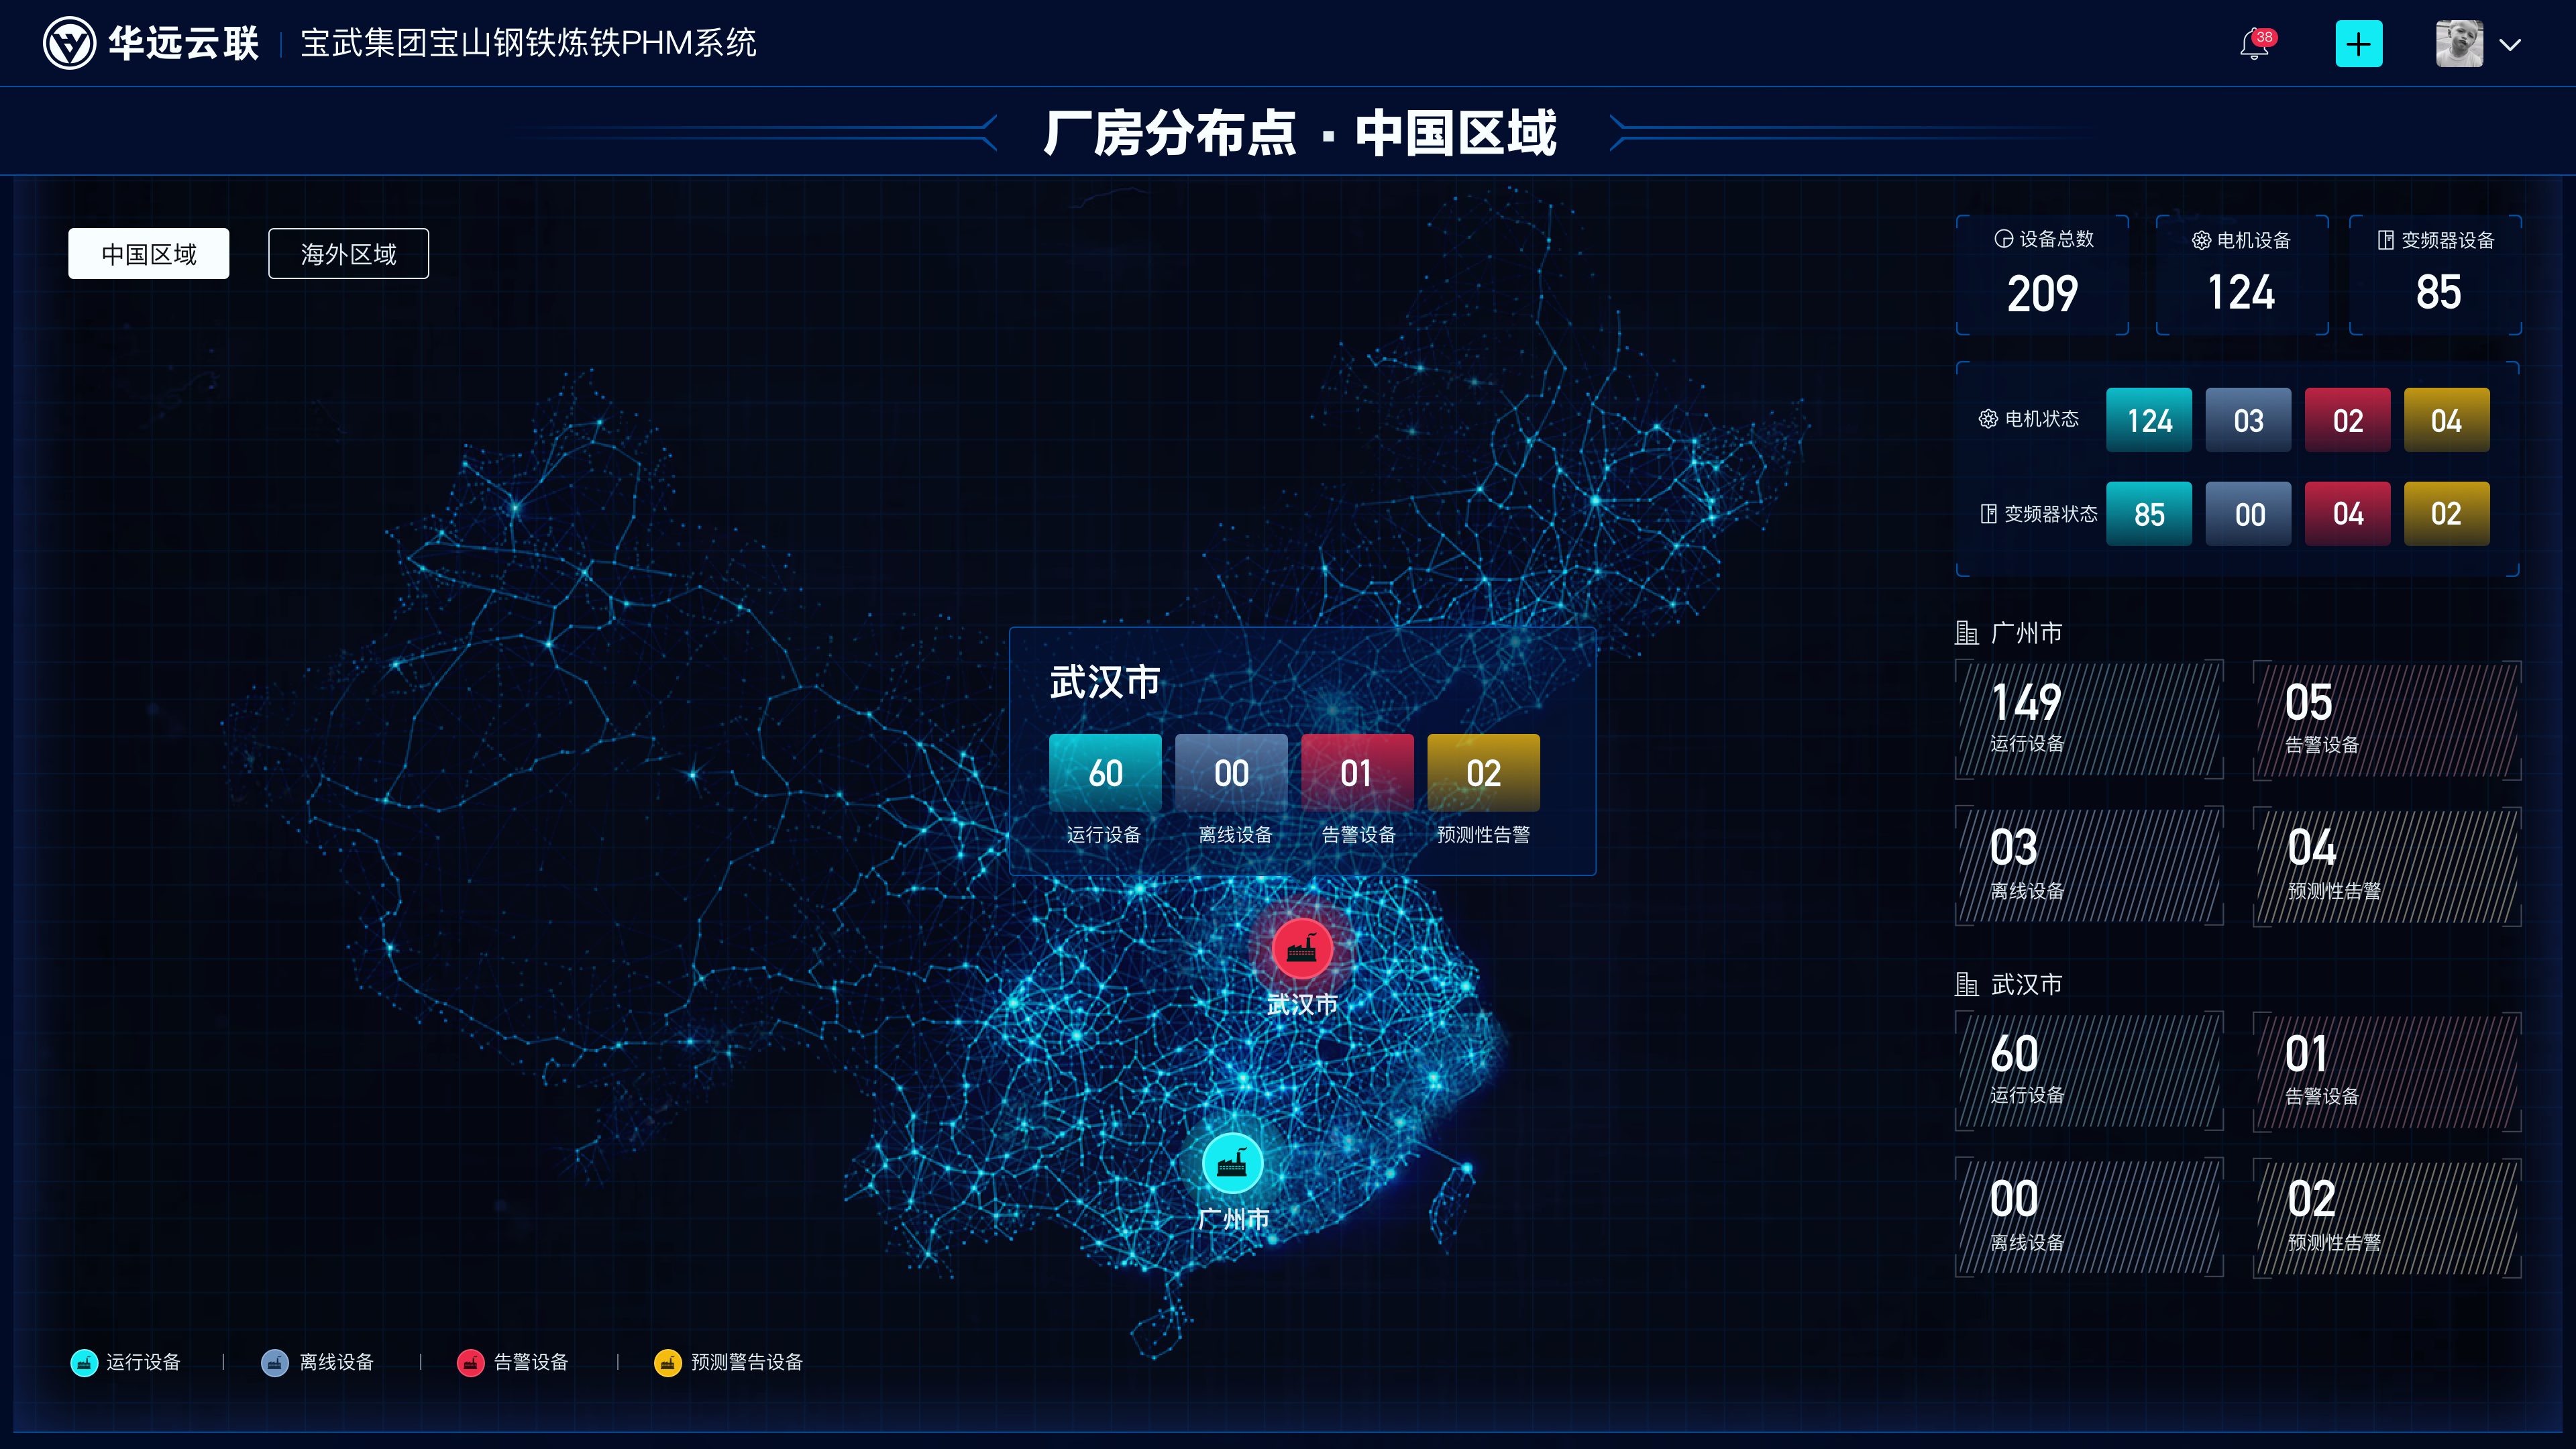 华远云联 宝武集团宝山钢铁炼铁PHM系统
38
厂房分布点 · 中国区域
中国区域 海外区域
设备总数 电机设备 变频器设备
209 124 85
电机状态 124 03 02 04
变频器状态 85 00 04 02
广州市
149 05
运行设备 告警设备
03 04
离线设备 预测性告警
武汉市
60 01
运行设备 告警设备
00 02
离线设备 预测性告警
武汉市
60 00 01 02
运行设备 离线设备 告警设备 预测性告警
武汉市
广州市
运行设备 | 离线设备 | 告警设备 | 预测警告设备